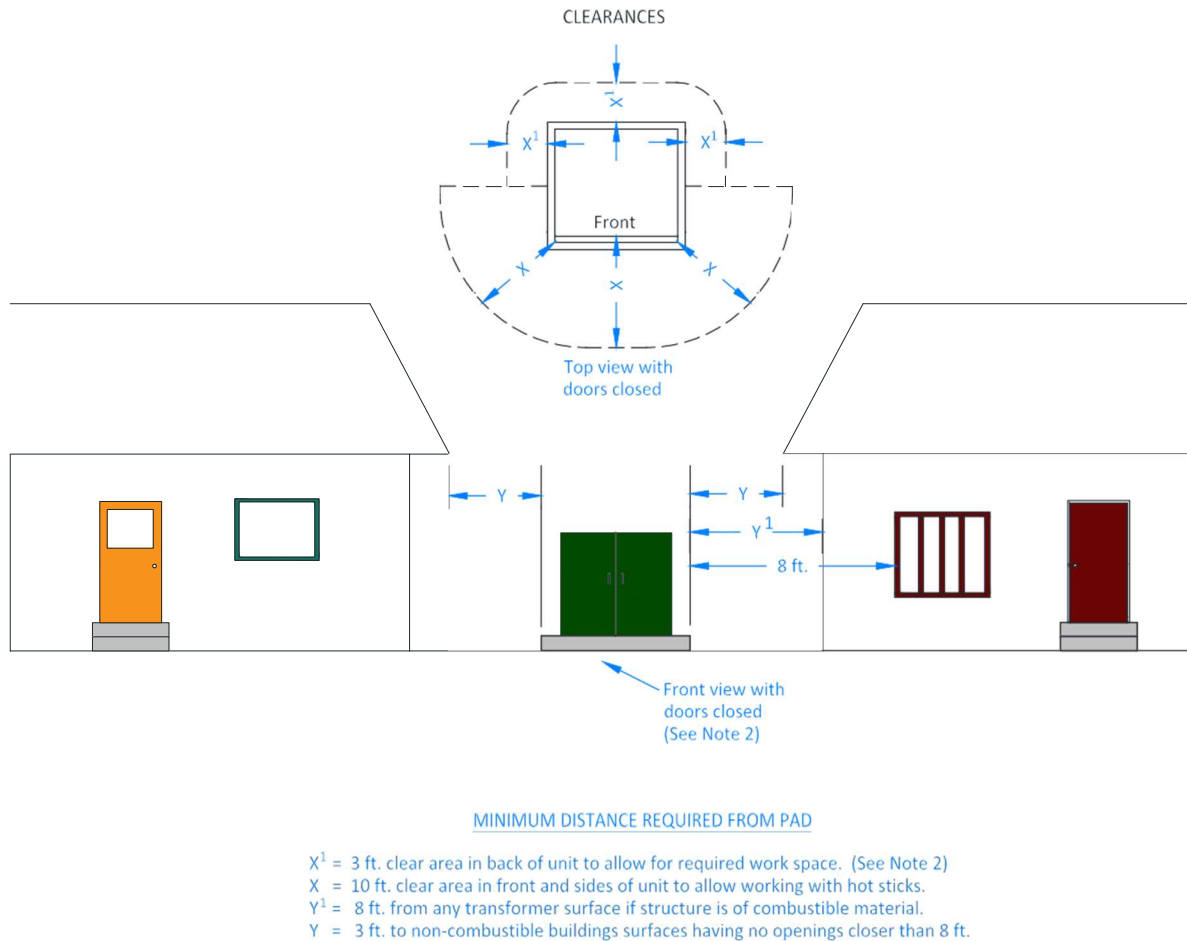 CLEARANCES
X¹
X¹
X¹
Front
X
X
X
Top view with
doors closed
Y
Y
Y¹
8 ft.
Front view with
doors closed
(See Note 2)
MINIMUM DISTANCE REQUIRED FROM PAD
X¹ = 3 ft. clear area in back of unit to allow for required work space. (See Note 2)
X = 10 ft. clear area in front and sides of unit to allow working with hot sticks.
Y¹ = 8 ft. from any transformer surface if structure is of combustible material.
Y = 3 ft. to non-combustible buildings surfaces having no openings closer than 8 ft.